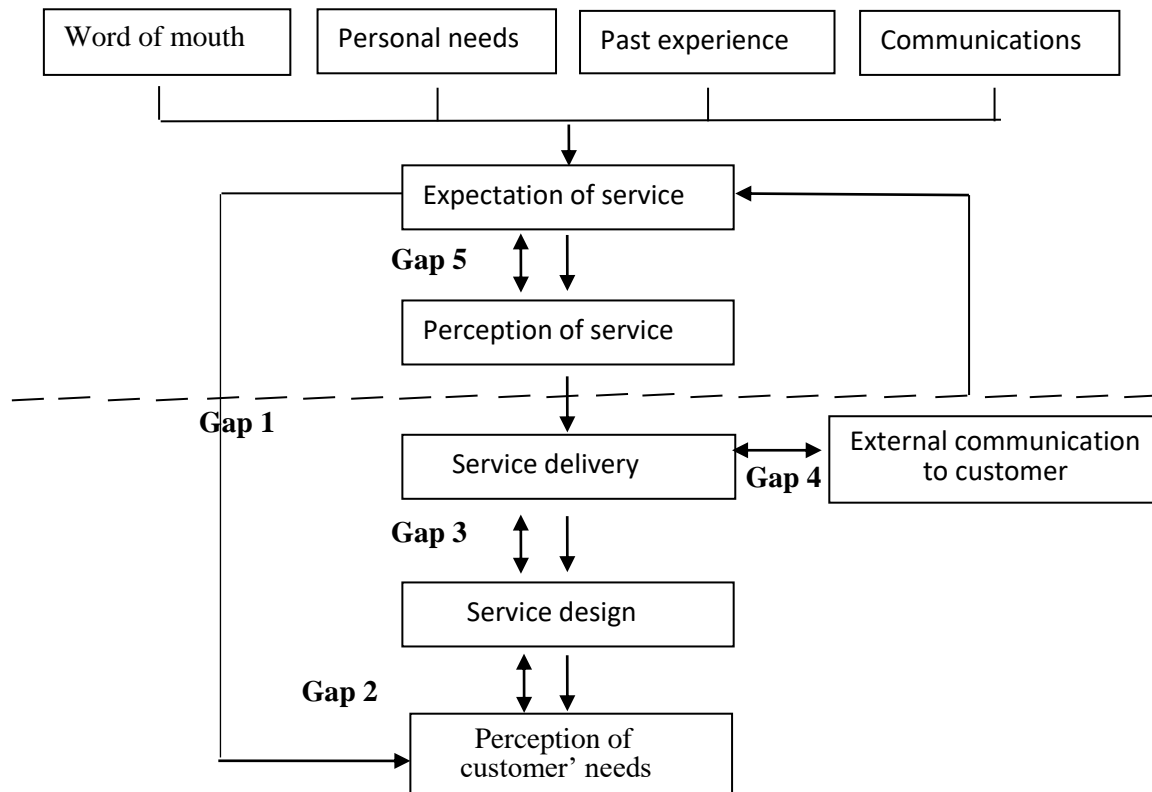 Word of mouth
Personal needs
Past experience
Communications
Expectation of service
Gap 5
Perception of service
Gap 1
Service delivery
External communication
to customer
Gap 4
Gap 3
Service design
Gap 2
Perception of
customer’ needs